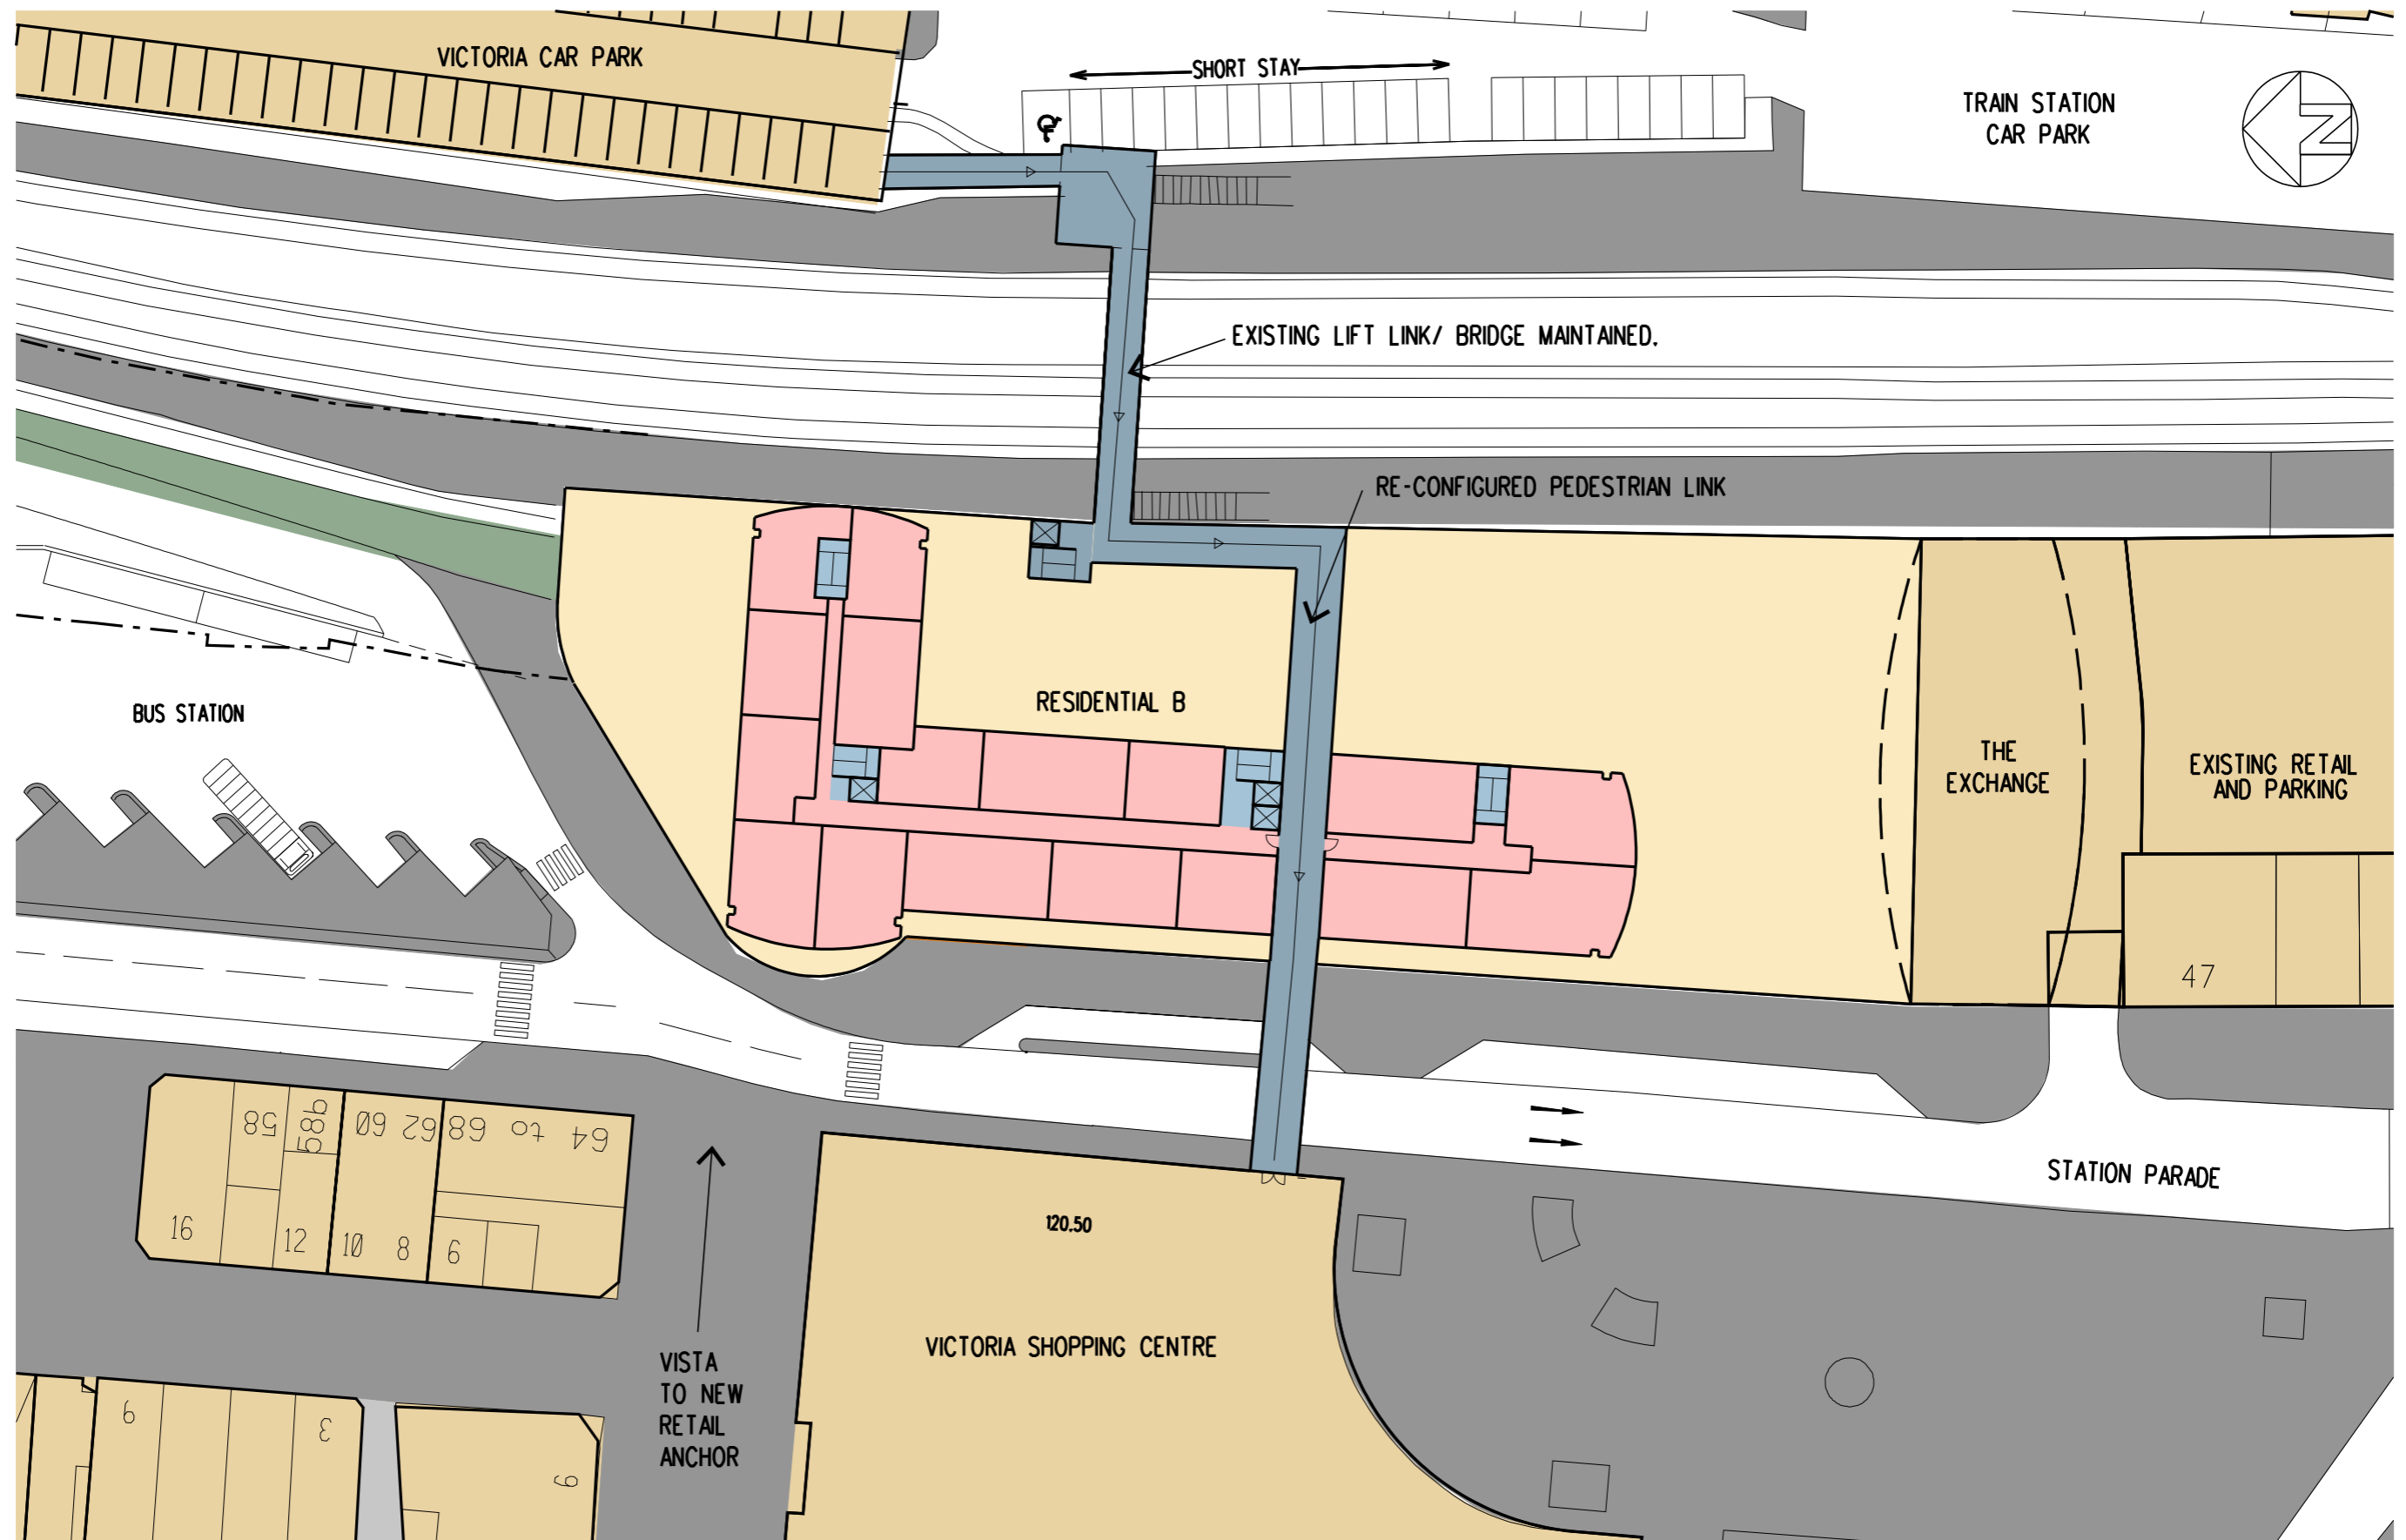 VICTORIA CAR PARK
SHORT STAY
TRAIN STATION
CAR PARK
N
EXISTING LIFT LINK/ BRIDGE MAINTAINED.
RE-CONFIGURED PEDESTRIAN LINK
RESIDENTIAL B
BUS STATION
THE
EXCHANGE
EXISTING RETAIL
AND PARKING
47
58
58b
60
62
68 to 64
16
12
10
8
6
STATION PARADE
120.50
VICTORIA SHOPPING CENTRE
VISTA
TO NEW
RETAIL
ANCHOR
9
3
9